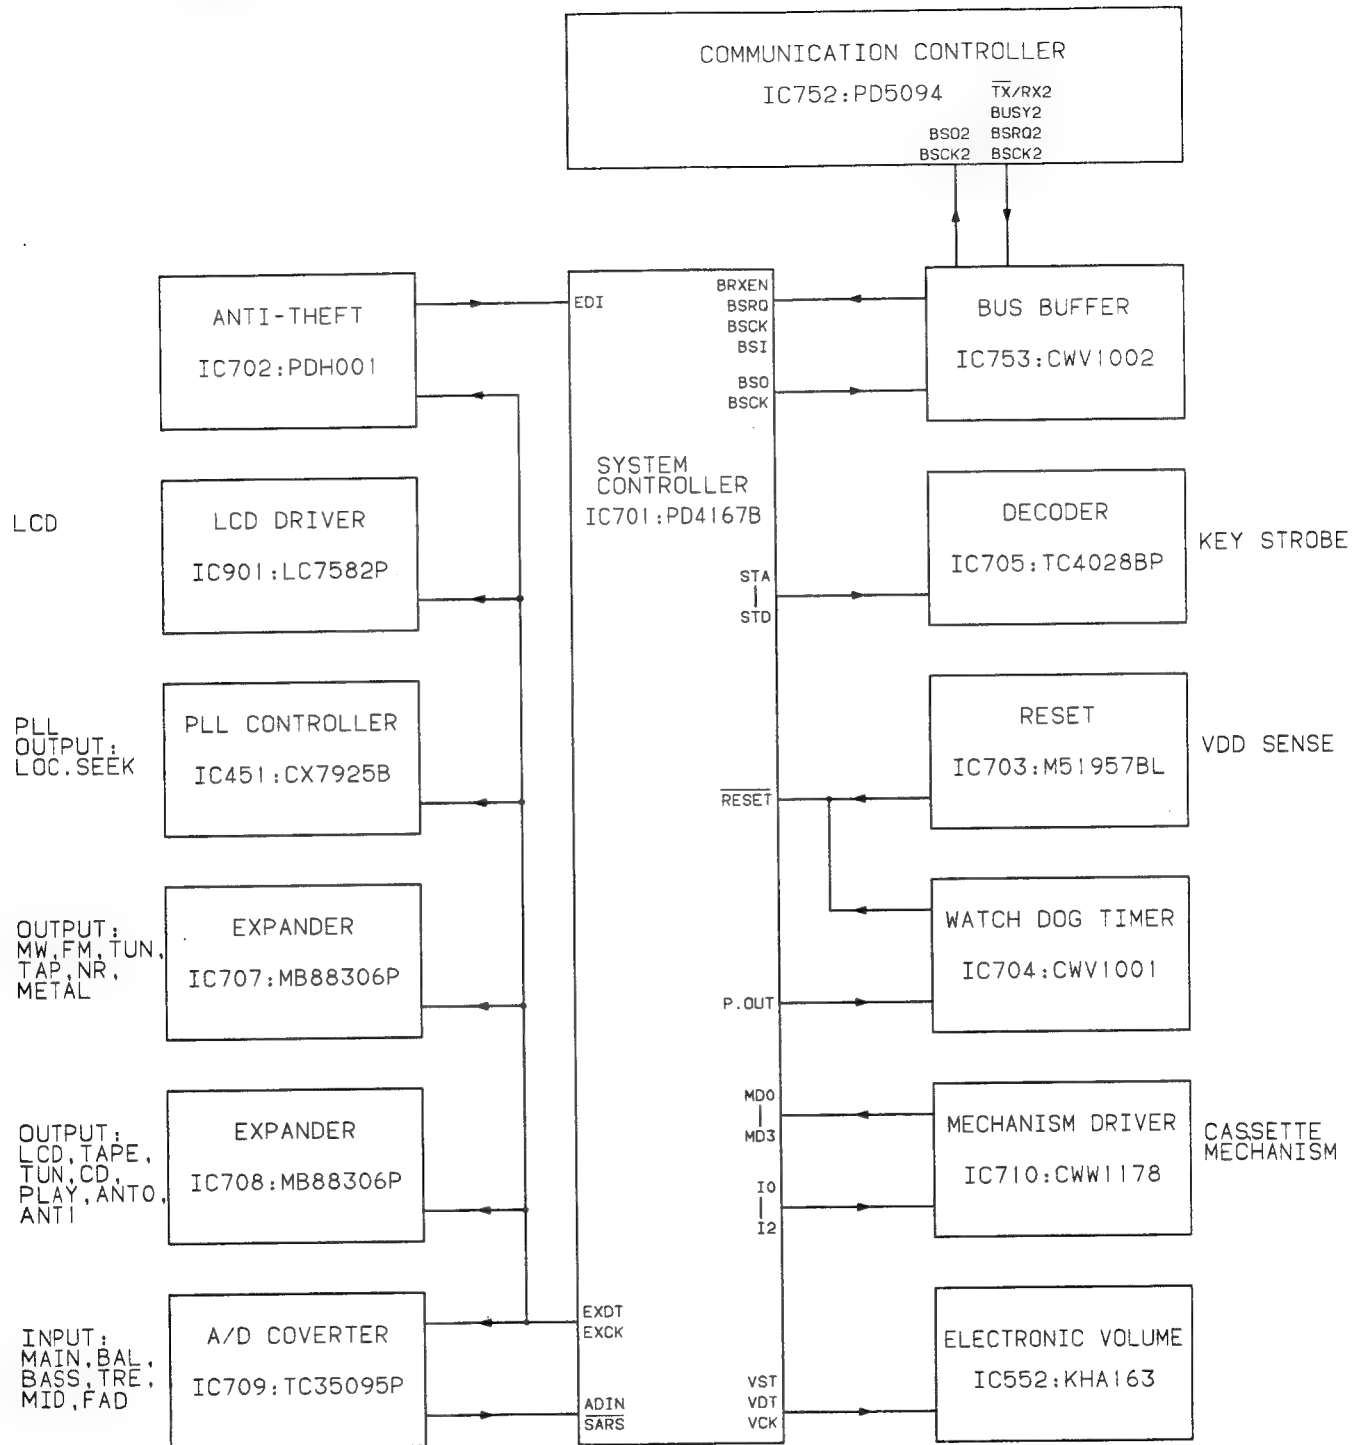 COMMUNICATION CONTROLLER
IC752:PD5094
TX/RX2
BUSY2
BSO2 BSRQ2
BSCK2 BSCK2
ANTI-THEFT
IC702:PDH001
EDI
BRXEN
BSRQ
BSCK
BSI
BSO
BSCK
BUS BUFFER
IC753:CWV1002
SYSTEM
CONTROLLER
IC701:PD4167B
LCD
LCD DRIVER
IC901:LC7582P
STA
STD
DECODER
IC705:TC4028BP
KEY STROBE
PLL
OUTPUT:
LOC.SEEK
PLL CONTROLLER
IC451:CX7925B
RESET
RESET
IC703:M51957BL
VDD SENSE
OUTPUT:
MW,FM,TUN,
TAP,NR,
METAL
EXPANDER
IC707:MB88306P
P.OUT
WATCH DOG TIMER
IC704:CWV1001
OUTPUT:
LCD,TAPE,
TUN,CD,
PLAY,ANTO,
ANTI
EXPANDER
IC708:MB88306P
MD0
MD3
I0
I2
MECHANISM DRIVER
IC710:CWW1178
CASSETTE
MECHANISM
INPUT:
MAIN,BAL,
BASS,TRE,
MID,FAD
A/D COVERTER
IC709:TC35095P
EXDT
EXCK
ADIN
SARS
VST
VDT
VCK
ELECTRONIC VOLUME
IC552:KHA163